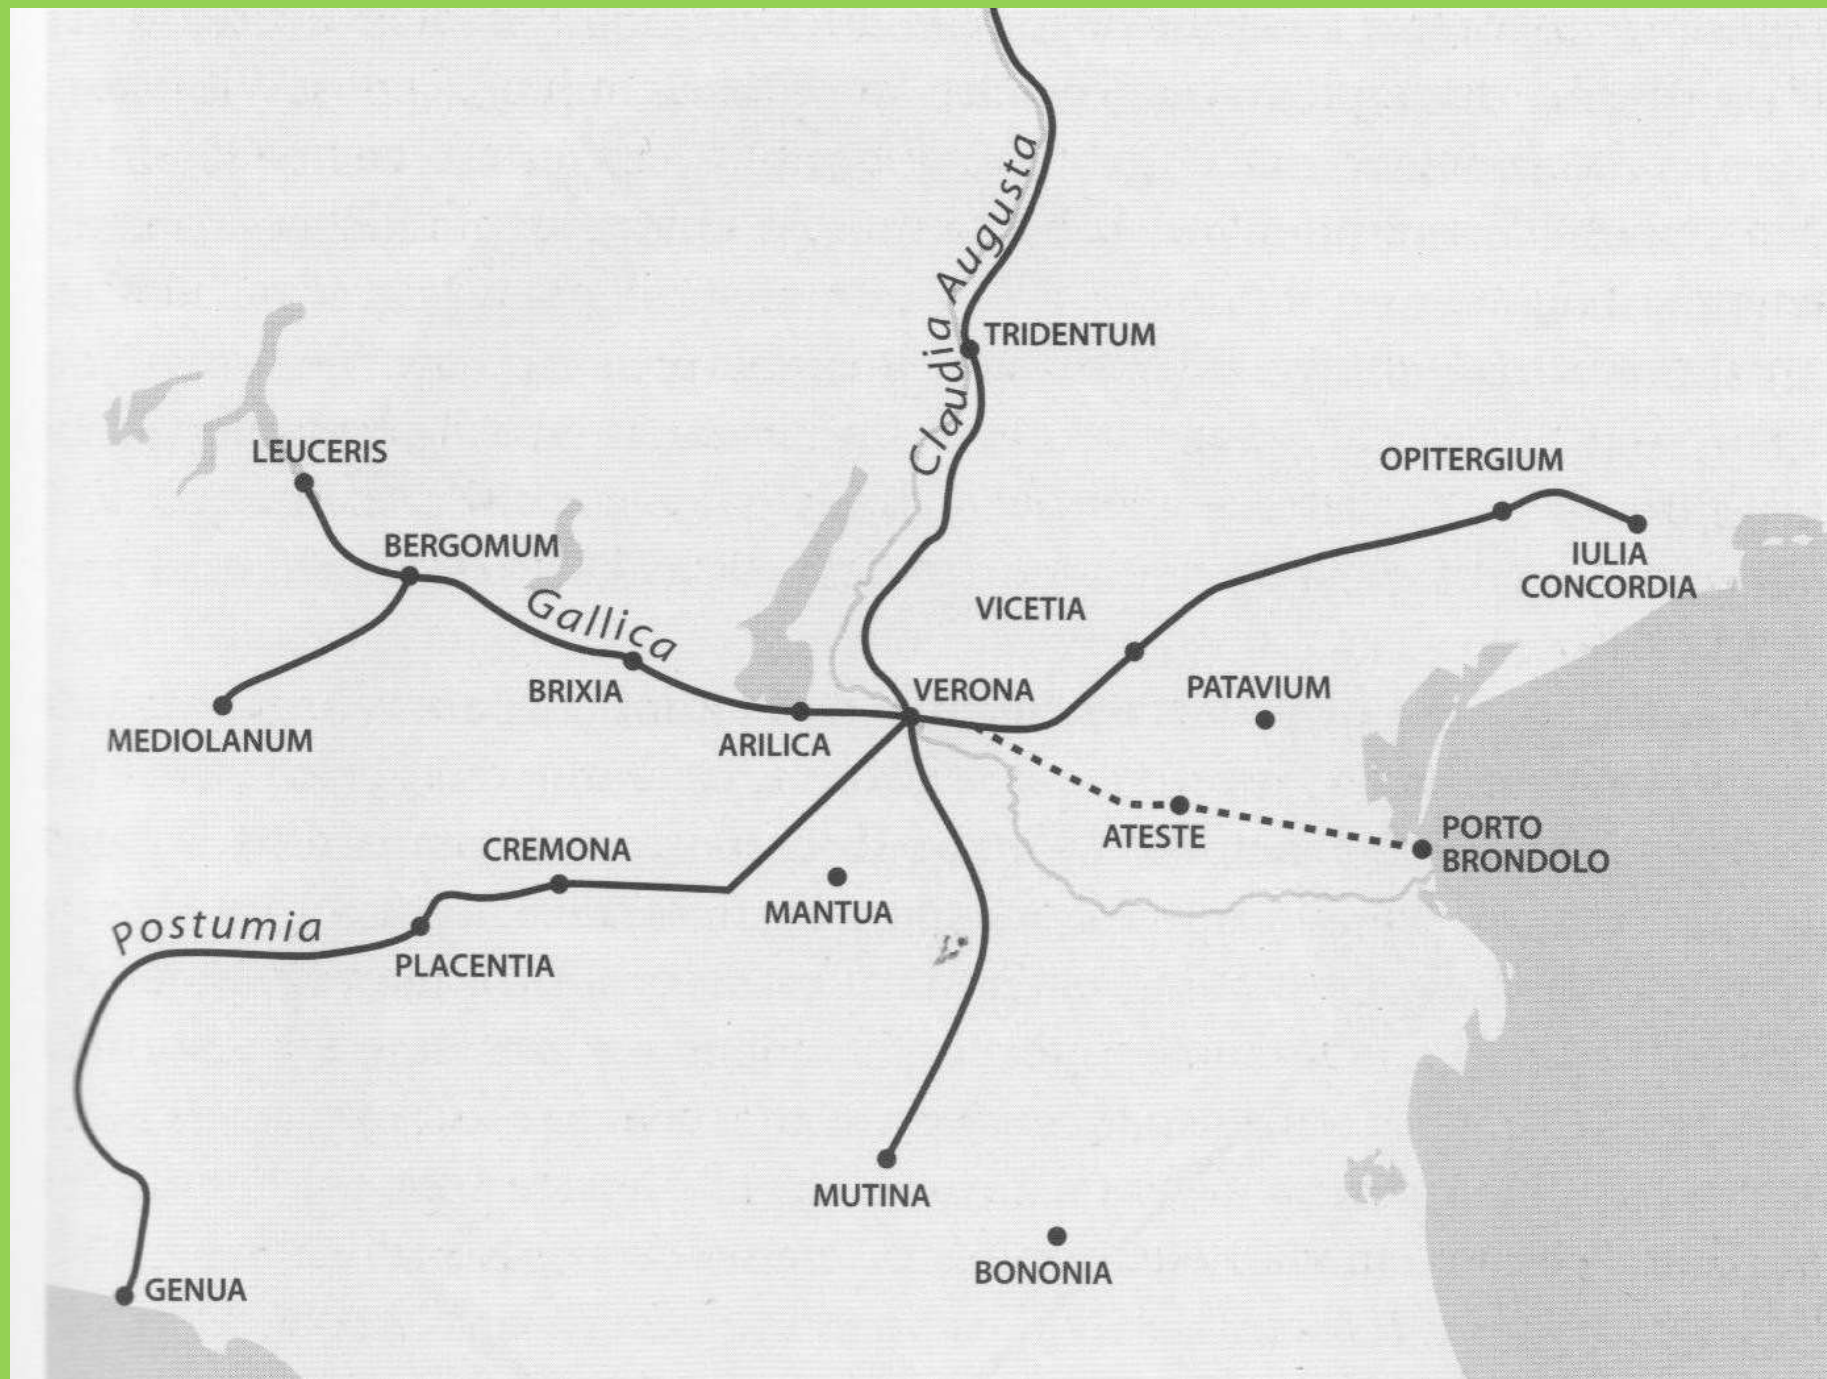 Claudia Augusta
TRIDENTUM
LEUCERIS
OPITERGIUM
BERGOMUM
IULIA
CONCORDIA
Gallica
VICETIA
BRIXIA
VERONA
PATAVIUM
MEDIOLANUM
ARILICA
CREMONA
ATESTE
PORTO
BRONDOLO
MANTUA
Postumia
PLACENTIA
MUTINA
BONONIA
GENUA